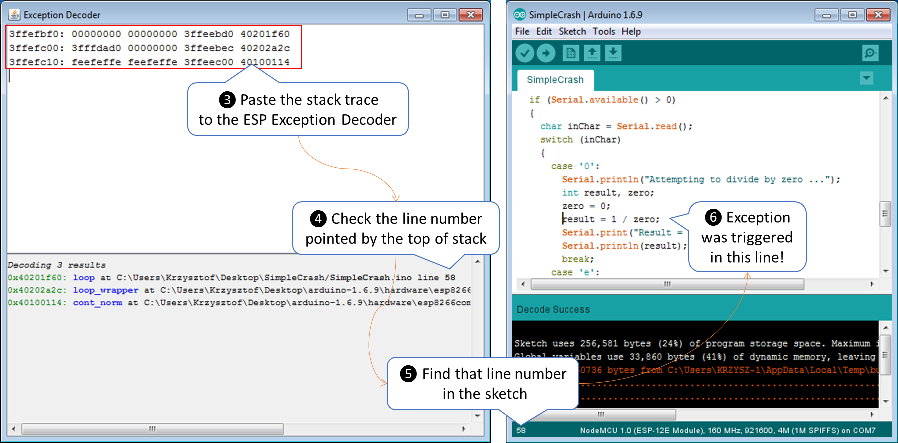 Exception Decoder
3ffefbf0: 00000000 00000000 3ffeebd0 40201f60
3ffefc00: 3fffdad0 00000000 3ffeebec 40202a2c
3ffefc10: feefeffe feefeffe 3ffeec00 40100114
❸ Paste the stack trace
to the ESP Exception Decoder
❹ Check the line number
pointed by the top of stack
Decoding 3 results
0x40201f60: loop at C:\Users\Krzysztof\Desktop\SimpleCrash/SimpleCrash.ino line 58
0x40202a2c: loop_wrapper at C:\Users\Krzysztof\Desktop\arduino-1.6.9\hardware\esp8266com
0x40100114: cont_norm at C:\Users\Krzysztof\Desktop\arduino-1.6.9\hardware\esp8266com
❺ Find that line number
in the sketch
SimpleCrash | Arduino 1.6.9
File Edit Sketch Tools Help
SimpleCrash
if (Serial.available() > 0)
{
char inChar = Serial.read();
switch (inChar)
{
case '0':
Serial.println("Attempting to divide by zero ...");
int result, zero;
zero = 0;
result = 1 / zero;
Serial.print("Result =
Serial.println(result);
break;
case 'e':
❻ Exception
was triggered
in this line!
Decode Success
Sketch uses 256,581 bytes (24%) of program storage space. Maximum i
Global variables use 33,860 bytes (41%) of dynamic memory, leaving
0736 bytes from C:\Users\KRZYSZ~1\AppData\Local\Temp\bu
58
NodeMCU 1.0 (ESP-12E Module), 160 MHz, 921600, 4M (1M SPIFFS) on COM7